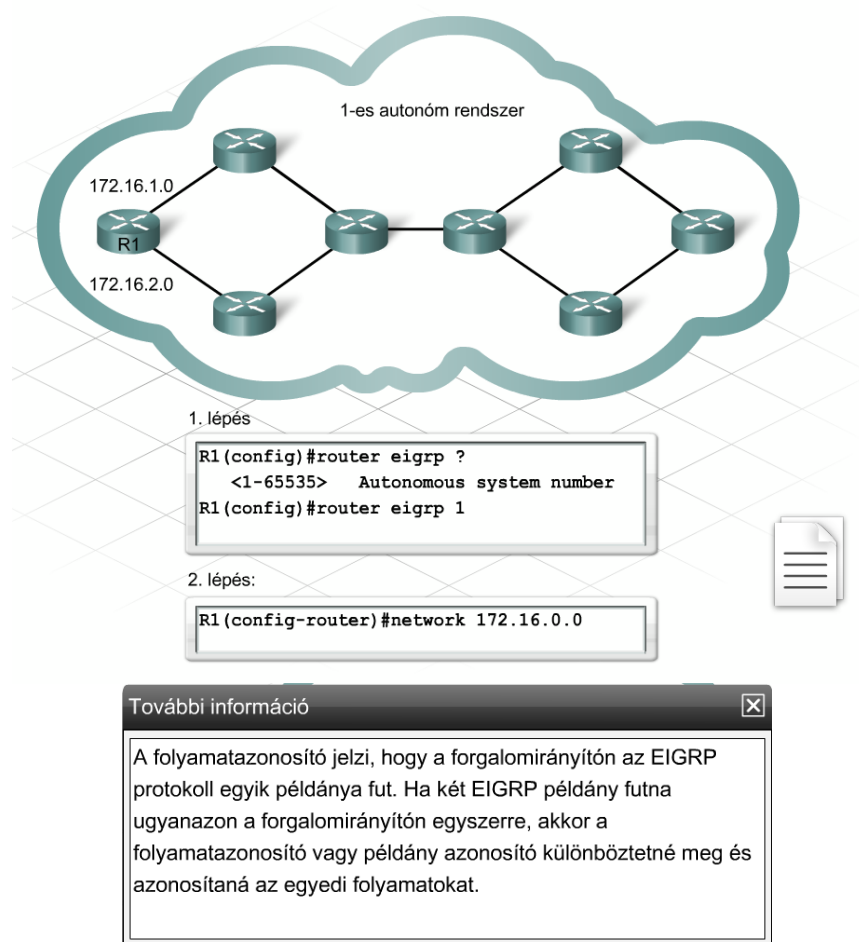 1-es autonóm rendszer
172.16.1.0
R1
172.16.2.0
1. lépés
R1(config)#router eigrp ?
<1-65535> Autonomous system number
R1(config)#router eigrp 1
2. lépés:
R1(config-router)#network 172.16.0.0
További információ
A folyamatazonosító jelzi, hogy a forgalomirányítón az EIGRP
protokoll egyik példánya fut. Ha két EIGRP példány futna
ugyanazon a forgalomirányítón egyszerre, akkor a
folyamatazonosító vagy példány azonosító különböztetné meg és
azonosítaná az egyedi folyamatokat.